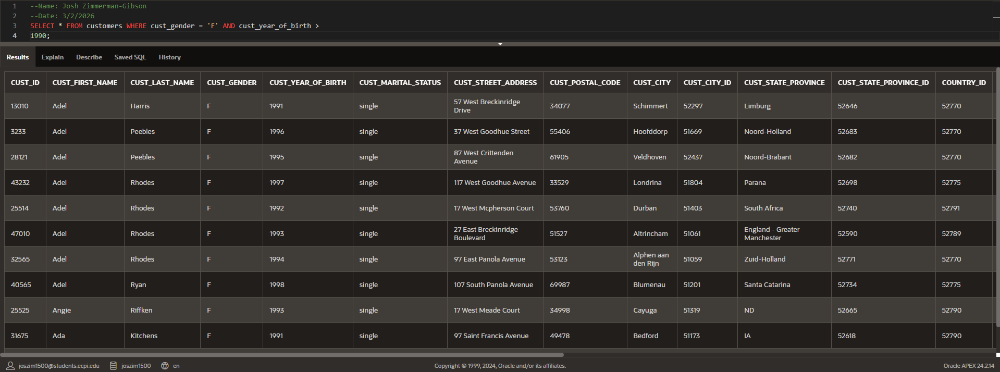 1 --Name: Josh Zimmerman-Gibson
2 --Date: 3/2/2026
3 SELECT * FROM customers WHERE cust_gender = 'F' AND cust_year_of_birth >
4 1990;
Results Explain Describe Saved SQL History
CUST_ID CUST_FIRST_NAME CUST_LAST_NAME CUST_GENDER CUST_YEAR_OF_BIRTH CUST_MARITAL_STATUS CUST_STREET_ADDRESS CUST_POSTAL_CODE CUST_CITY CUST_CITY_ID CUST_STATE_PROVINCE CUST_STATE_PROVINCE_ID COUNTRY_ID
13010 Adel Harris F 1991 single 57 West Breckinridge Drive 34077 Schimmert 52297 Limburg 52646 52770
3233 Adel Peebles F 1996 single 37 West Goodhue Street 55406 Hoofddorp 51669 Noord-Holland 52683 52770
28121 Adel Peebles F 1995 single 87 West Crittenden Avenue 61905 Veldhoven 52437 Noord-Brabant 52682 52770
43232 Adel Rhodes F 1997 single 117 West Goodhue Avenue 33529 Londrina 51804 Parana 52698 52775
25514 Adel Rhodes F 1992 single 17 West Mcpherson Court 53760 Durban 51403 South Africa 52740 52791
47010 Adel Rhodes F 1993 single 27 East Breckinridge Boulevard 51527 Altrincham 51061 England - Greater Manchester 52590 52789
32565 Adel Rhodes F 1994 single 97 East Panola Avenue 53123 Alphen aan den Rijn 51059 Zuid-Holland 52771 52770
40565 Adel Ryan F 1998 single 107 South Panola Avenue 69987 Blumenau 51201 Santa Catarina 52734 52775
25525 Angie Riffken F 1993 single 17 West Meade Court 34998 Cayuga 51319 ND 52665 52790
31675 Ada Kitchens F 1991 single 97 Saint Francis Avenue 49478 Bedford 51173 IA 52618 52790
joszim1500@students.ecpi.edu joszim1500 en Copyright © 1999, 2024, Oracle and/or its affiliates. Oracle APEX 24.2.14